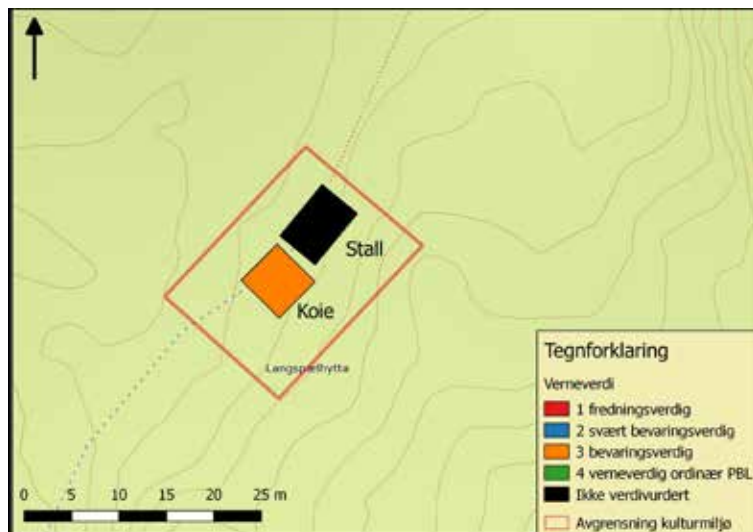 Stall
Koie
Langspælhytta
Tegnforklaring
Verneverdi
1 fredningsverdig
2 svært bevaringsverdig
3 bevaringsverdig
4 verneverdig ordinær PBL
Ikke verdivurdert
Avgrensning kulturmiljø
0 5 10 15 20 25 m